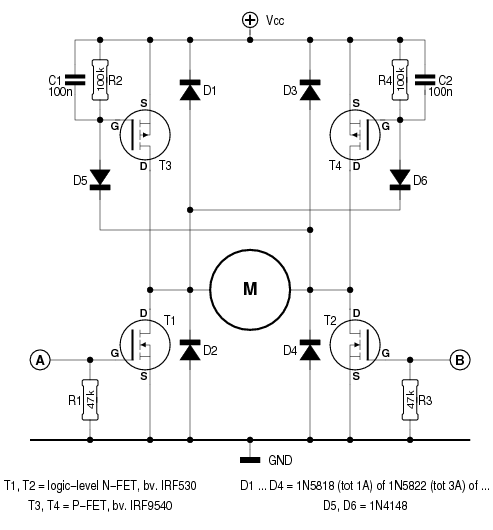 Vcc
C1 100n 100k R2 D1 D3 R4 100k C2 100n
S S
G G
T3 T4
D D
D5 D6
M
D D
T1 T2
A G G B
D2 D4
S S
R1 47k 47k R3
GND
T1, T2 = logic-level N-FET, bv. IRF530
D1 ... D4 = 1N5818 (tot 1A) of 1N5822 (tot 3A) of ...
T3, T4 = P-FET, bv. IRF9540
D5, D6 = 1N4148